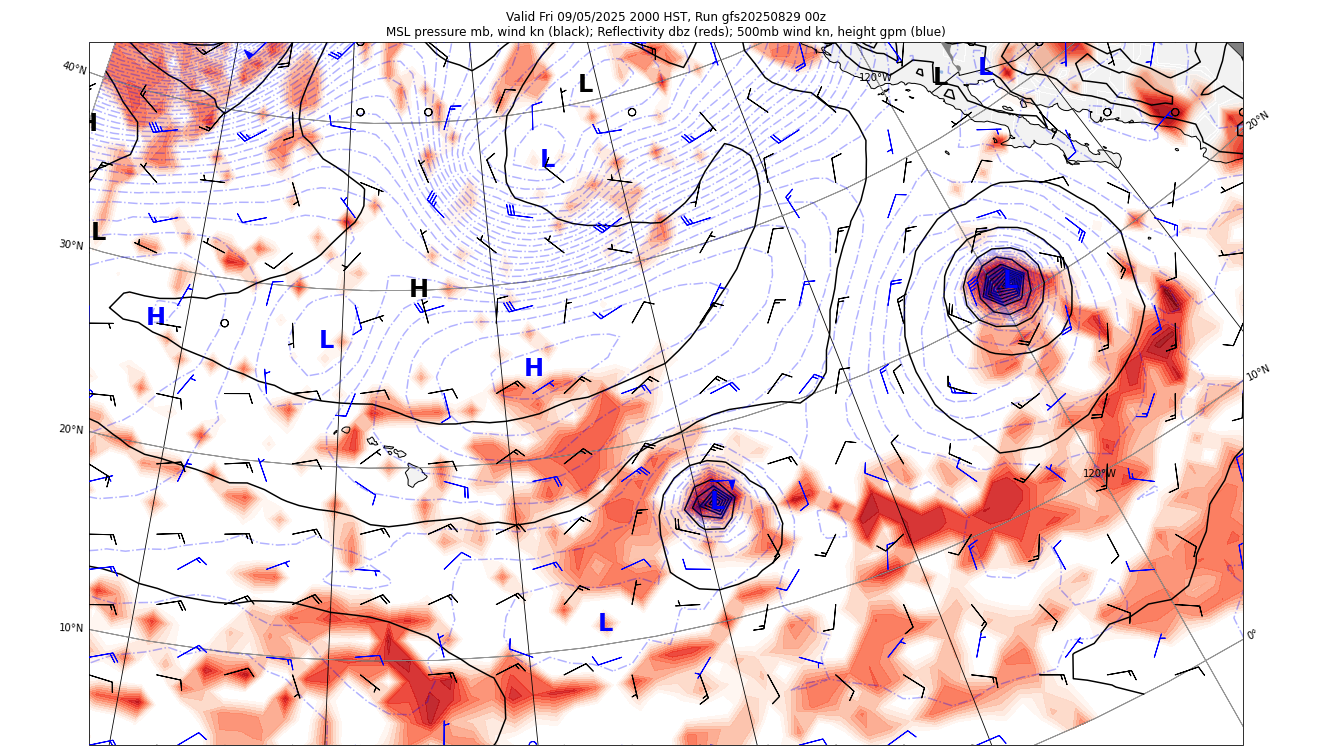 Valid Fri 09/05/2025 2000 HST, Run gfs20250829 00z
MSL pressure mb, wind kn (black); Reflectivity dbz (reds); 500mb wind kn, height gpm (blue)
40°N
120°W
L
L
L
20°N
H
L
L
30°N
H
H
L
L
H
10°N
20°N
120°W
L
L
10°N
0°